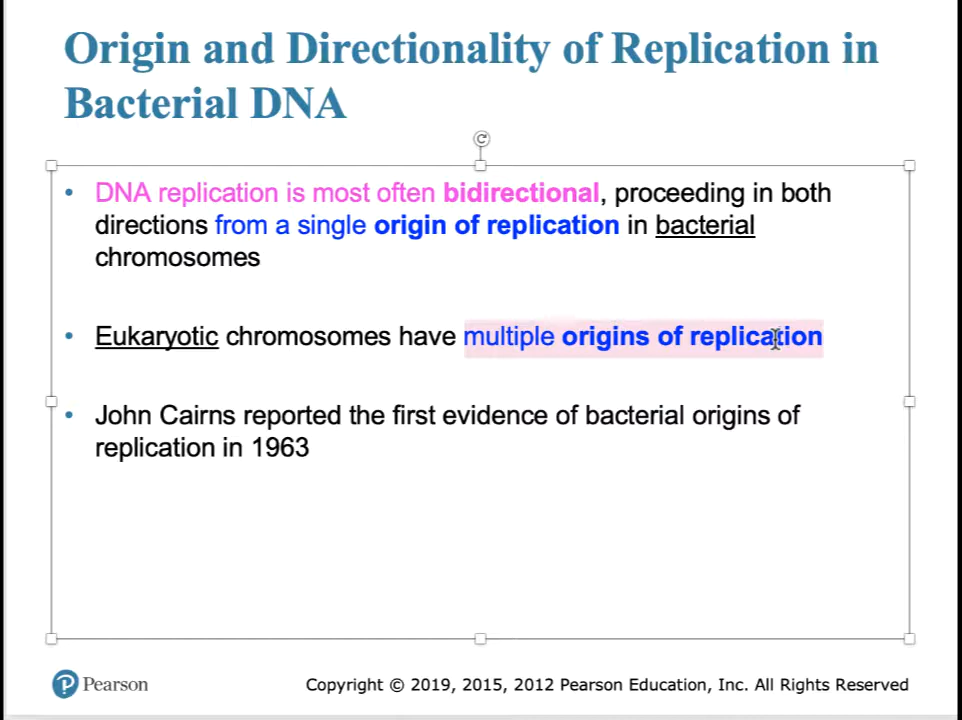 Origin and Directionality of Replication in
Bacterial DNA
• DNA replication is most often bidirectional, proceeding in both
directions from a single origin of replication in bacterial
chromosomes
• Eukaryotic chromosomes have multiple origins of replication
• John Cairns reported the first evidence of bacterial origins of
replication in 1963
P Pearson
Copyright © 2019, 2015, 2012 Pearson Education, Inc. All Rights Reserved